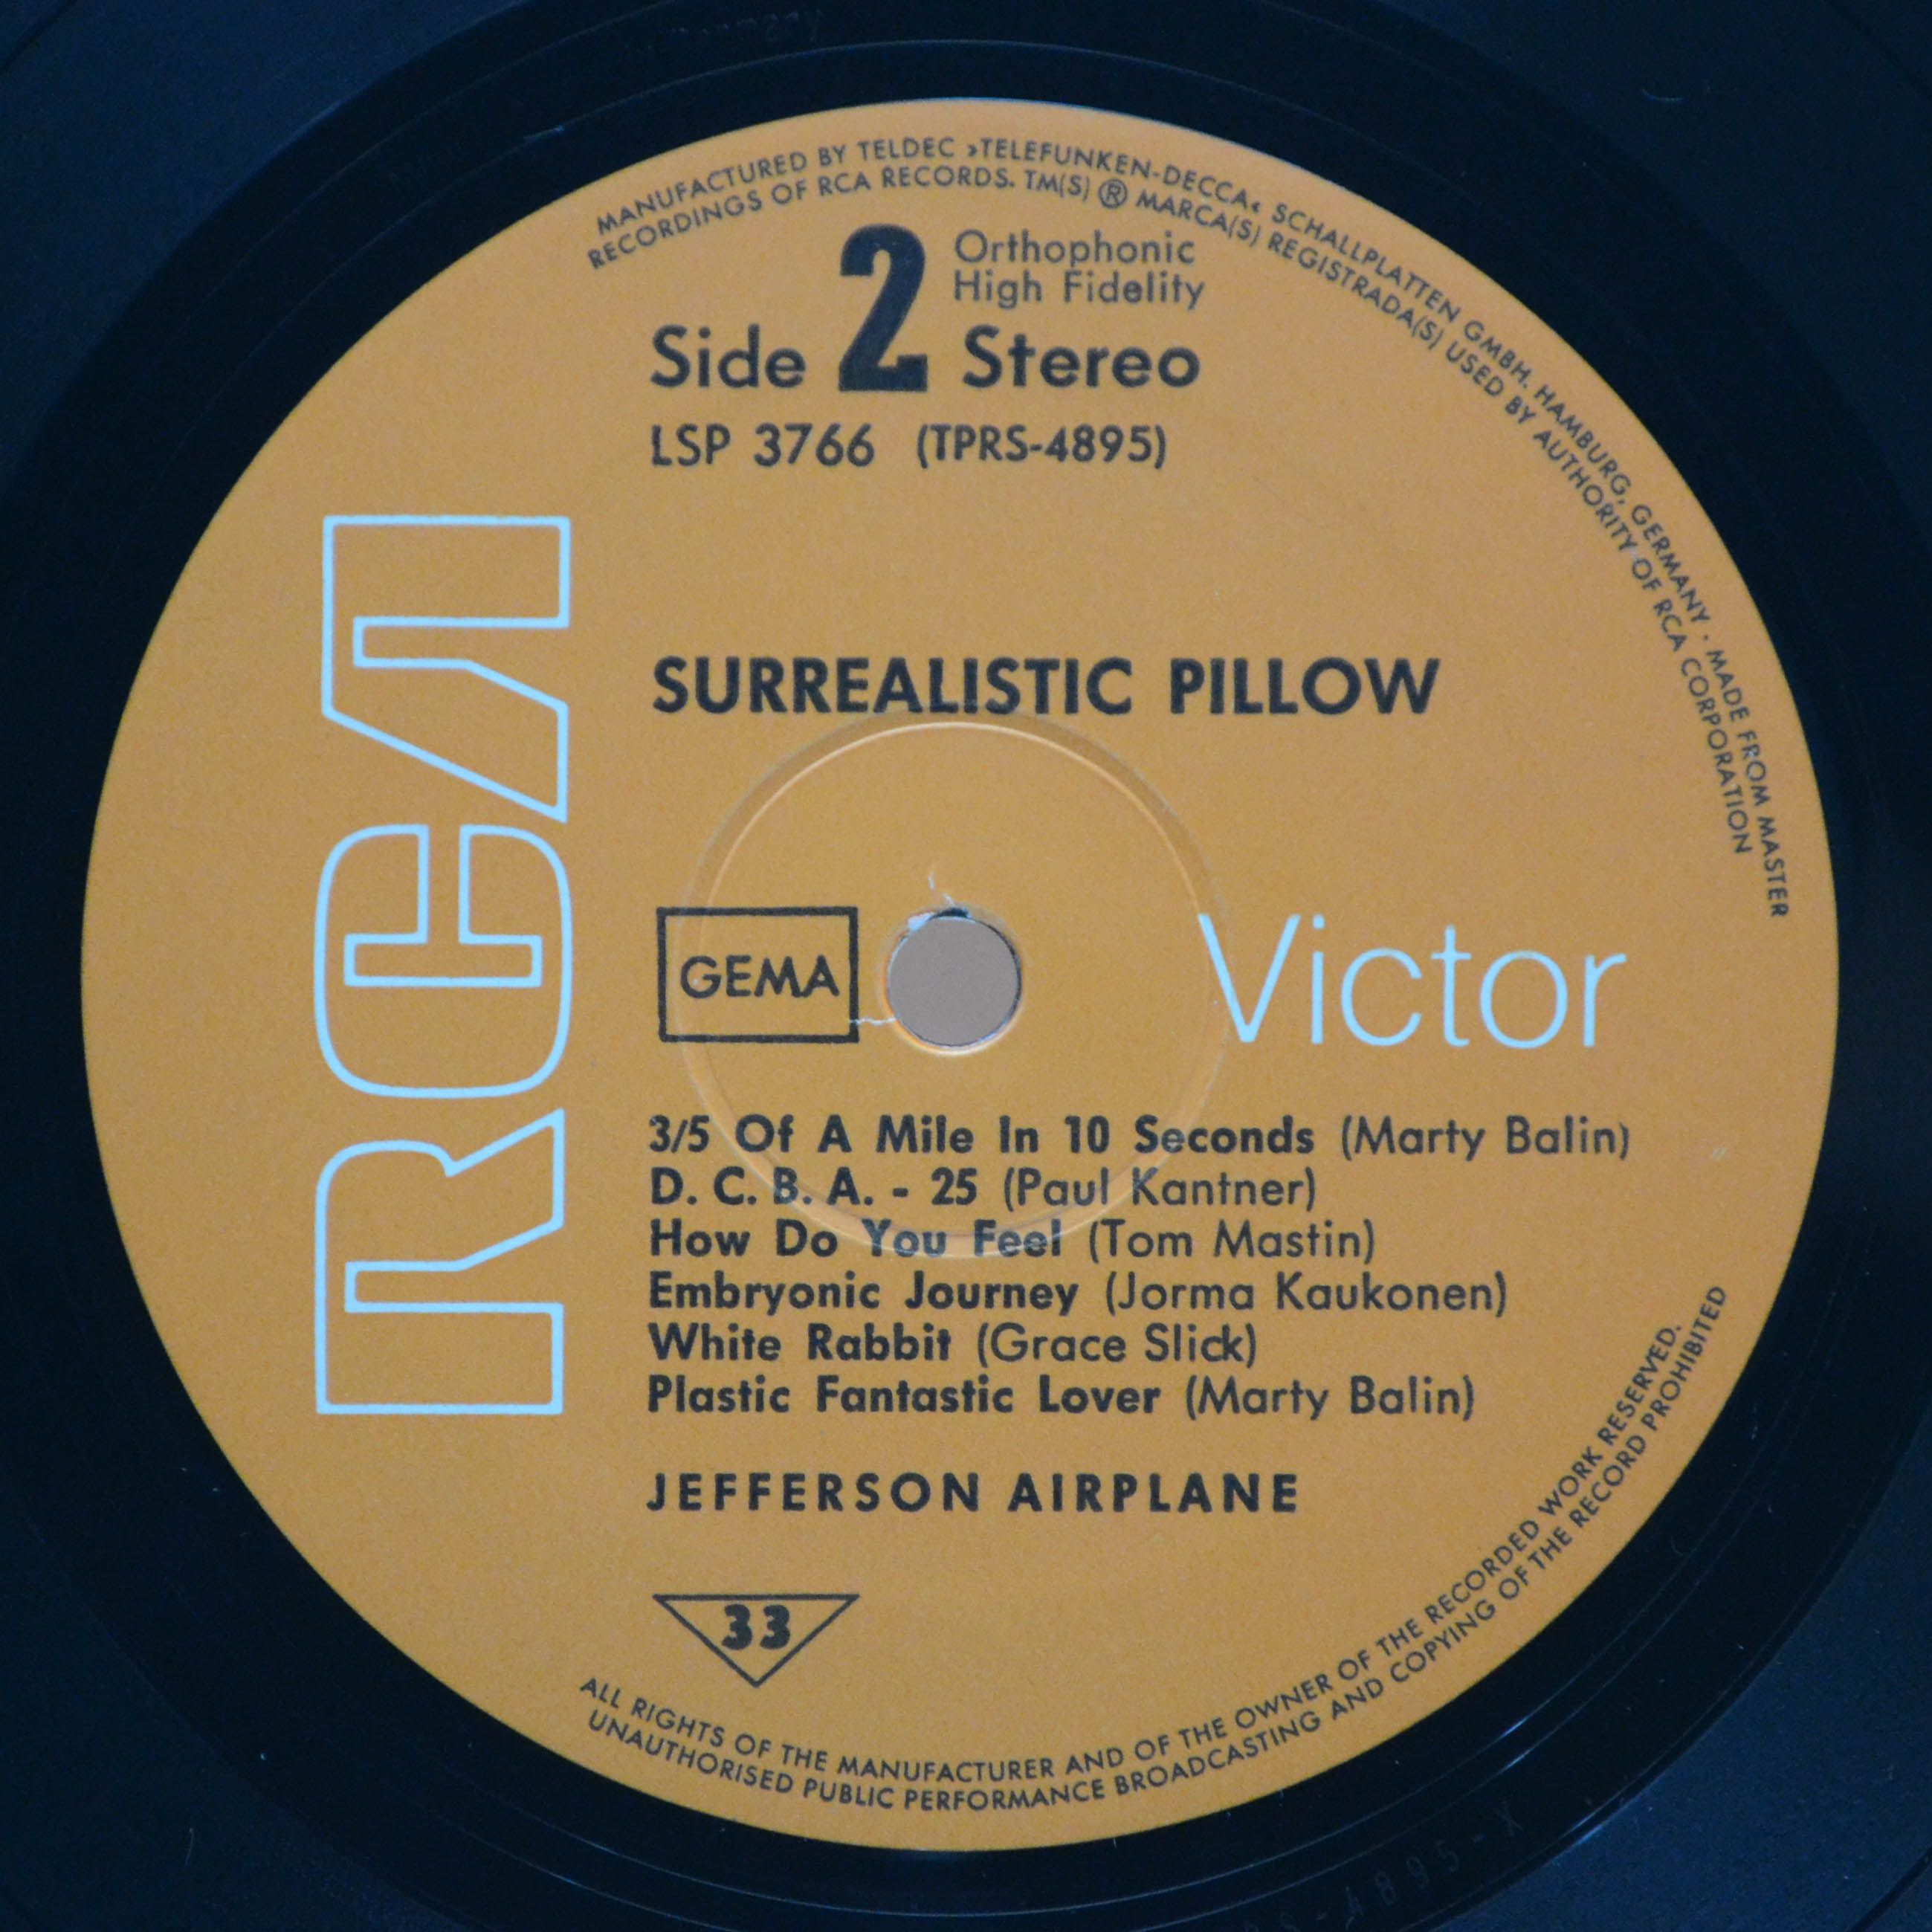 MANUFACTURED BY TELDEC »TELEFUNKEN-DECCA« SCHALLPLATTEN GMBH. HAMBURG, GERMANY · MADE FROM MASTER
RECORDINGS OF RCA RECORDS. TM(S) ® MARCA(S) REGISTRADA(S) USED BY AUTHORITY OF RCA CORPORATION
Orthophonic
High Fidelity
Side 2 Stereo
LSP 3766 (TPRS-4895)
RCA
SURREALISTIC PILLOW
GEMA
Victor
3/5 Of A Mile In 10 Seconds (Marty Balin)
D. C. B. A. - 25 (Paul Kantner)
How Do You Feel (Tom Mastin)
Embryonic Journey (Jorma Kaukonen)
White Rabbit (Grace Slick)
Plastic Fantastic Lover (Marty Balin)
JEFFERSON AIRPLANE
33
ALL RIGHTS OF THE MANUFACTURER AND OF THE OWNER OF THE RECORDED WORK RESERVED.
UNAUTHORISED PUBLIC PERFORMANCE BROADCASTING AND COPYING OF THE RECORD PROHIBITED